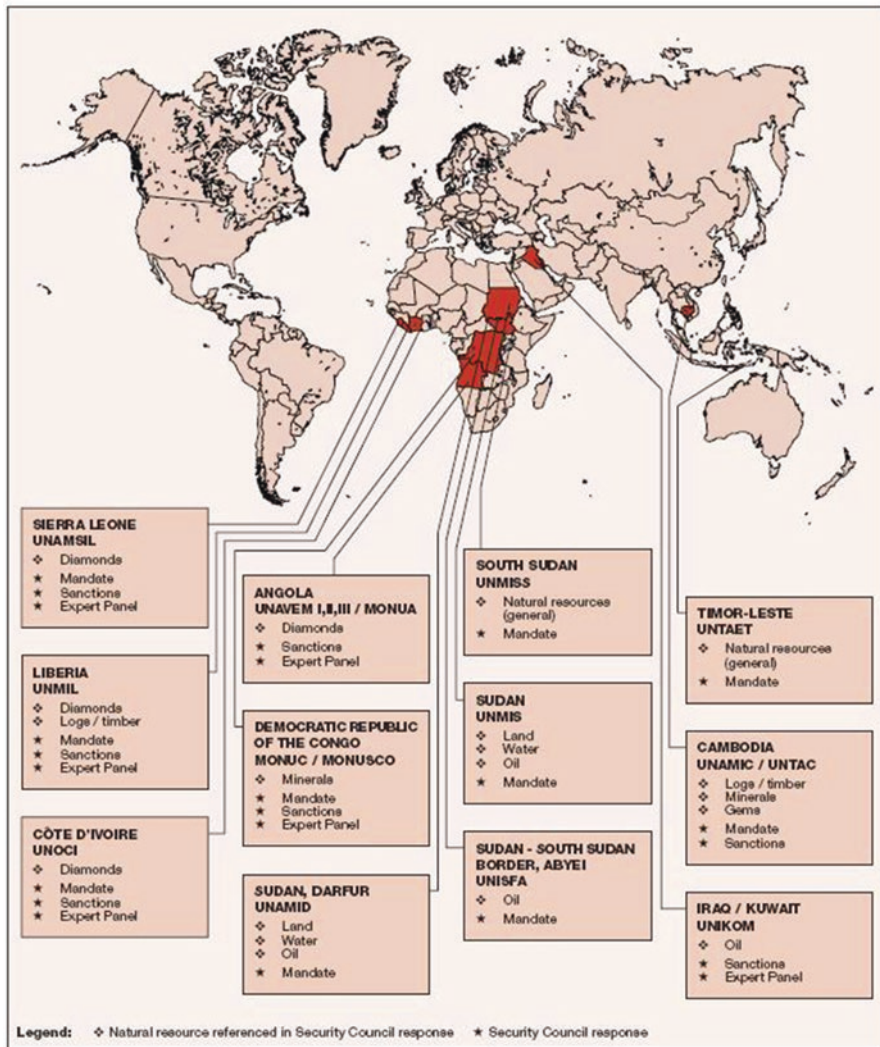 SIERRA LEONE
UNAMSIL
❖ Diamonds
★ Mandate
★ Sanctions
★ Expert Panel
LIBERIA
UNMIL
❖ Diamonds
❖ Logs / timber
★ Mandate
★ Sanctions
★ Expert Panel
CÔTE D'IVOIRE
UNOCI
❖ Diamonds
★ Mandate
★ Sanctions
★ Expert Panel
ANGOLA
UNAVEM I,II,III / MONUA
❖ Diamonds
★ Sanctions
★ Expert Panel
DEMOCRATIC REPUBLIC
OF THE CONGO
MONUC / MONUSCO
❖ Minerals
★ Mandate
★ Sanctions
★ Expert Panel
SUDAN, DARFUR
UNAMID
❖ Land
❖ Water
❖ Oil
★ Mandate
SOUTH SUDAN
UNMISS
❖ Natural resources
(general)
★ Mandate
SUDAN
UNMIS
❖ Land
❖ Water
❖ Oil
★ Mandate
SUDAN - SOUTH SUDAN
BORDER, ABYEI
UNISFA
❖ Oil
★ Mandate
TIMOR-LESTE
UNTAET
❖ Natural resources
(general)
★ Mandate
CAMBODIA
UNAMIC / UNTAC
❖ Logs / timber
❖ Minerals
❖ Gems
★ Mandate
★ Sanctions
IRAQ / KUWAIT
UNIKOM
❖ Oil
★ Sanctions
★ Expert Panel
Legend: ❖ Natural resource referenced in Security Council response ★ Security Council response